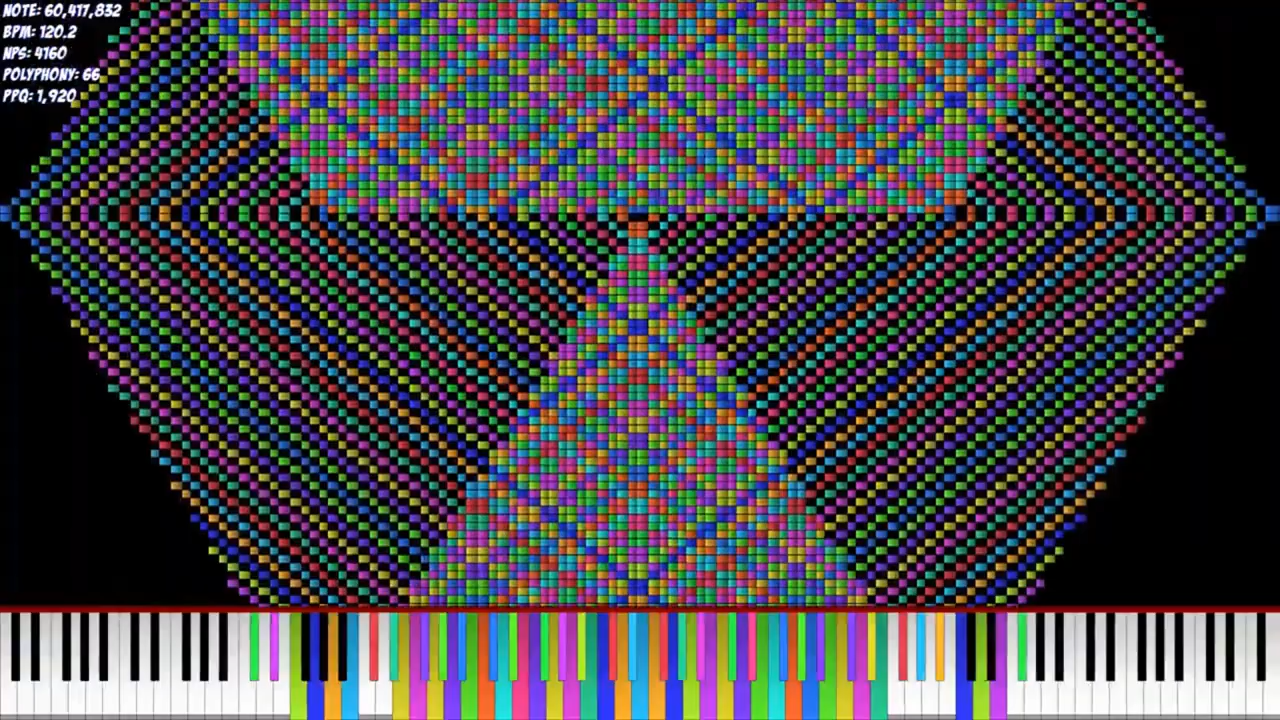 NOTE: 60,417,832
BPM: 120.2
NPS: 4160
POLYPHONY: 66
PPQ: 1,920